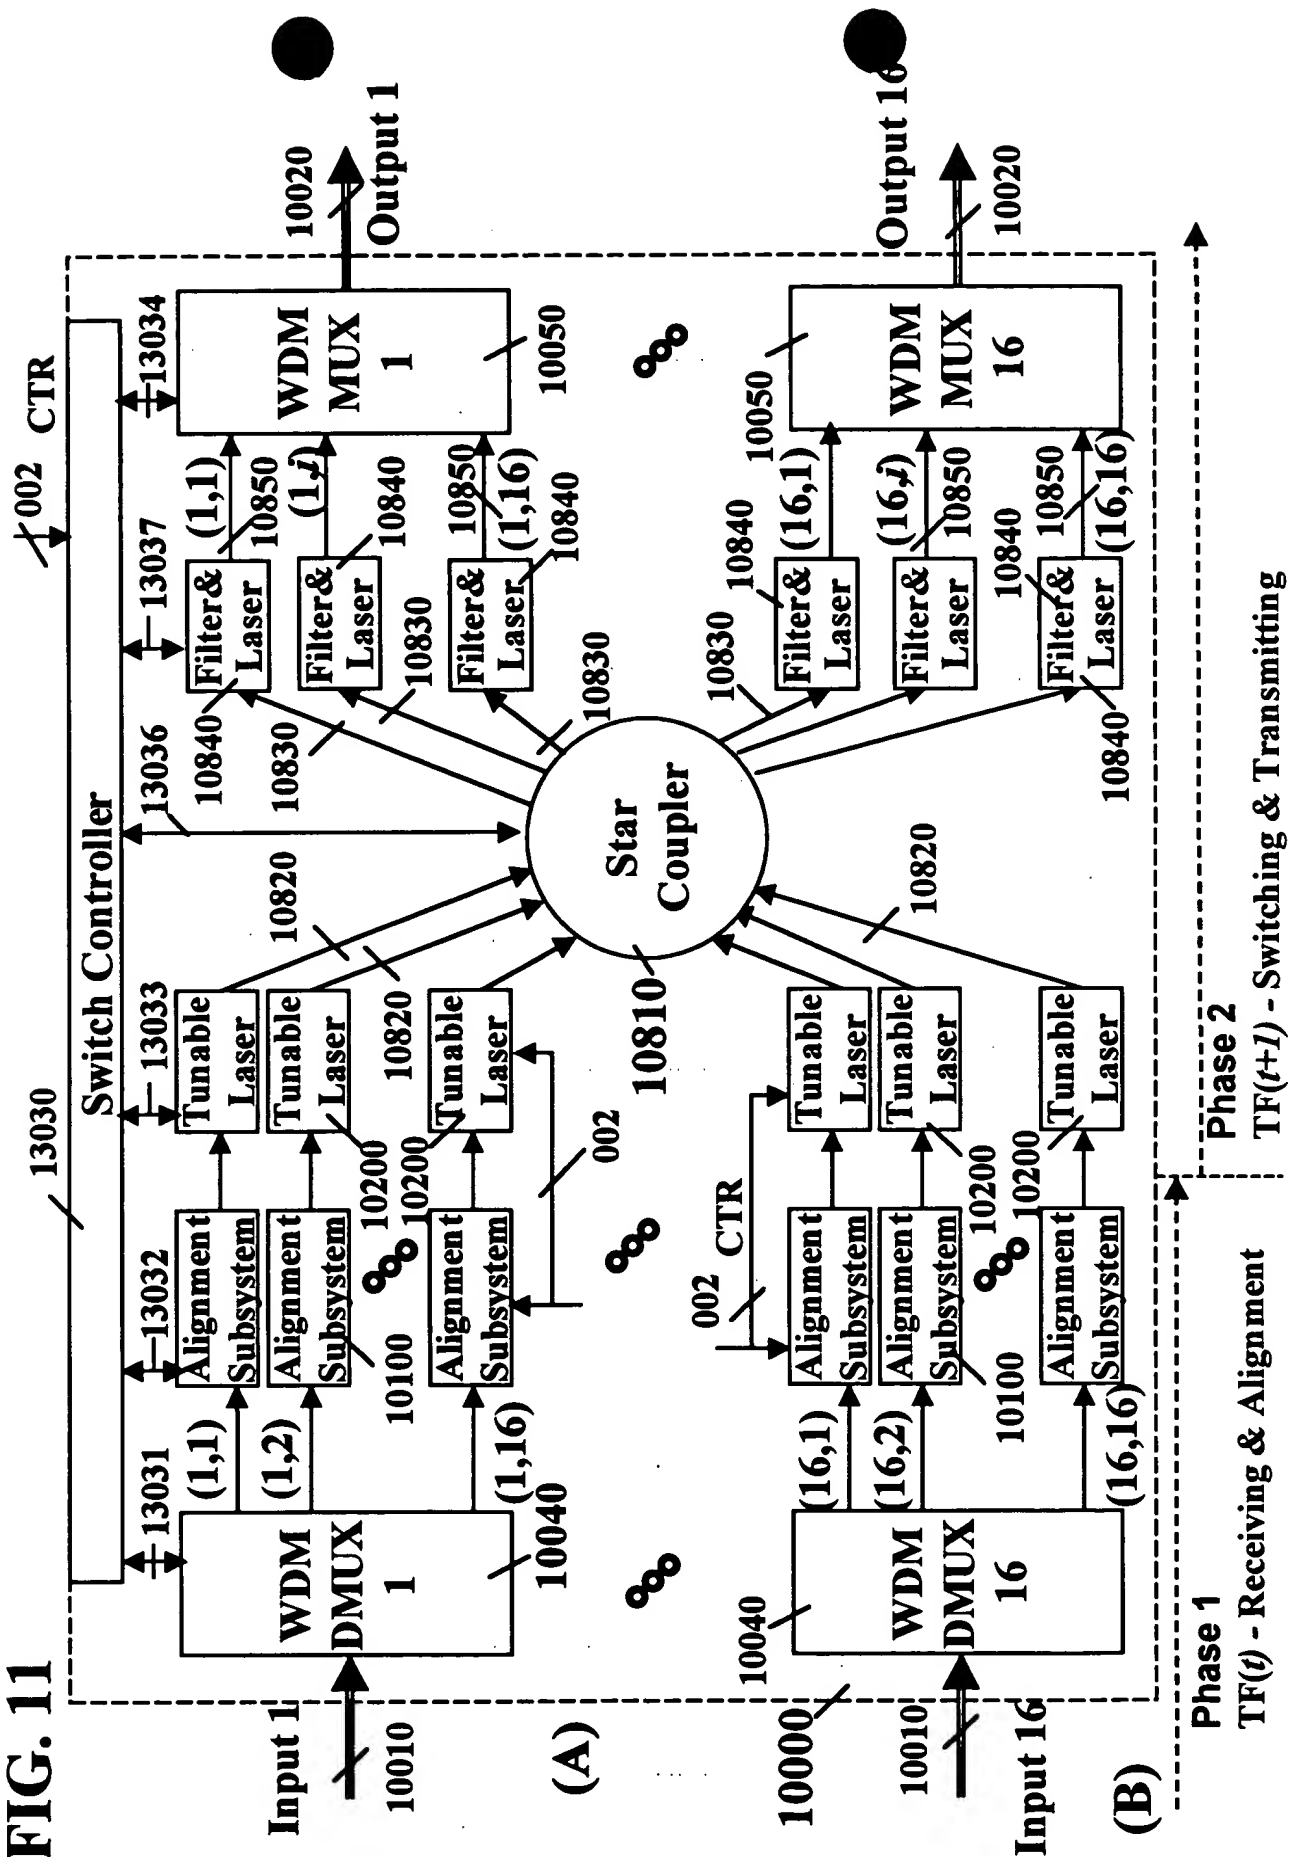 FIG. 11
002
CTR
13030
Switch Controller
13031
13032
13033
13036
13037
13034
Input 1
10010
WDM
DMUX
1
10040
(1,1)
(1,2)
(1,16)
Alignment
Subsystem
Alignment
Subsystem
10100
Alignment
Subsystem
Tunable
Laser
Tunable
Laser
10200
10200
Tunable
Laser
002
10820
10820
Star
Coupler
10810
10840
10830
10830
10830
Filter&
Laser
Filter&
Laser
Filter&
Laser
(1,1)
10850
(1,i)
10840
10850
(1,16)
10840
WDM
MUX
1
10050
10020
Output 1
(A)
10000
10040
Input 16
10010
WDM
DMUX
16
(16,1)
(16,2)
(16,16)
002
CTR
Alignment
Subsystem
Alignment
Subsystem
10100
Alignment
Subsystem
Tunable
Laser
Tunable
Laser
10200
10200
Tunable
Laser
10820
10830
10840
Filter&
Laser
Filter&
Laser
10840
Filter&
Laser
10840
(16,1)
(16,i)
10850
10850
(16,16)
10050
WDM
MUX
16
Output 16
10020
(B)
Phase 1
TF(t) - Receiving & Alignment
Phase 2
TF(t+1) - Switching & Transmitting